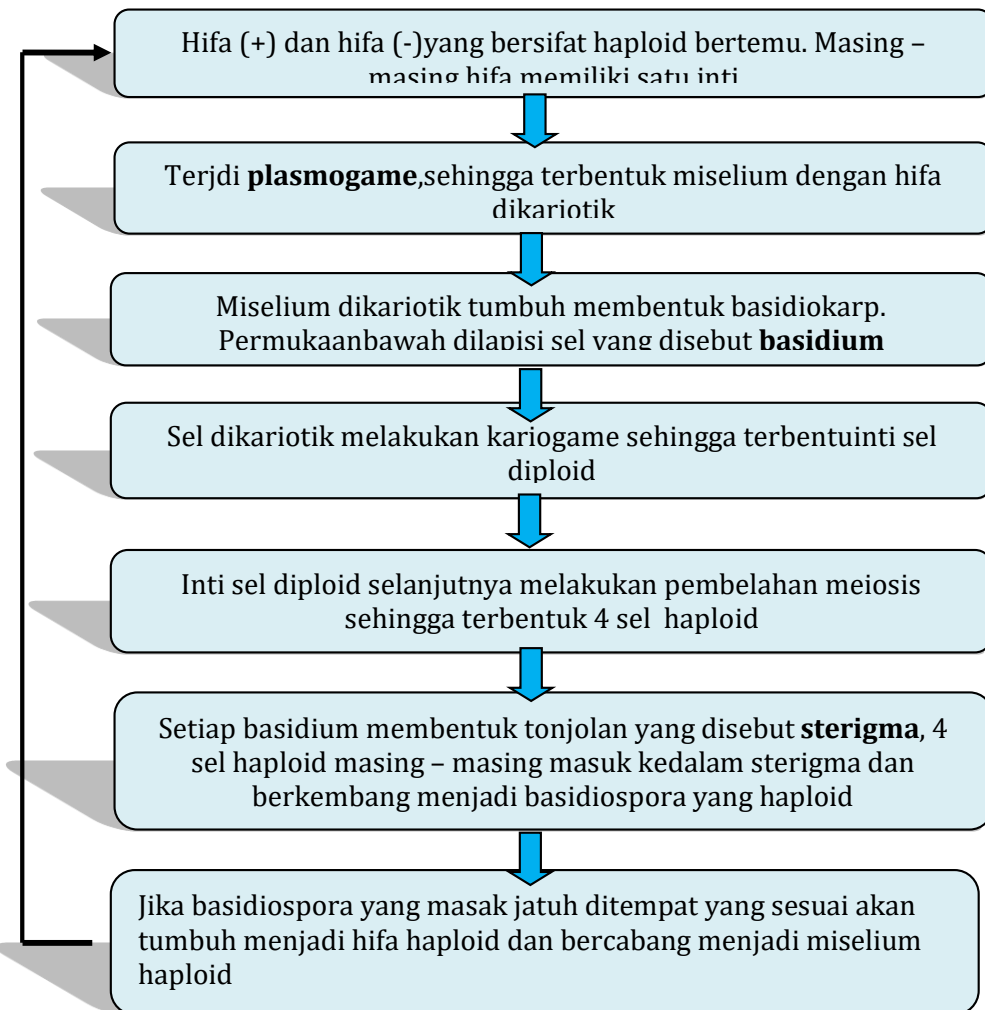 Hifa (+) dan hifa (-)yang bersifat haploid bertemu. Masing –
masing hifa memiliki satu inti
Terjdi plasmogame,sehingga terbentuk miselium dengan hifa
dikariotik
Miselium dikariotik tumbuh membentuk basidiokarp.
Permukaanbawah dilapisi sel yang disebut basidium
Sel dikariotik melakukan kariogame sehingga terbentuinti sel
diploid
Inti sel diploid selanjutnya melakukan pembelahan meiosis
sehingga terbentuk 4 sel haploid
Setiap basidium membentuk tonjolan yang disebut sterigma, 4
sel haploid masing – masing masuk kedalam sterigma dan
berkembang menjadi basidiospora yang haploid
Jika basidiospora yang masak jatuh ditempat yang sesuai akan
tumbuh menjadi hifa haploid dan bercabang menjadi miselium
haploid